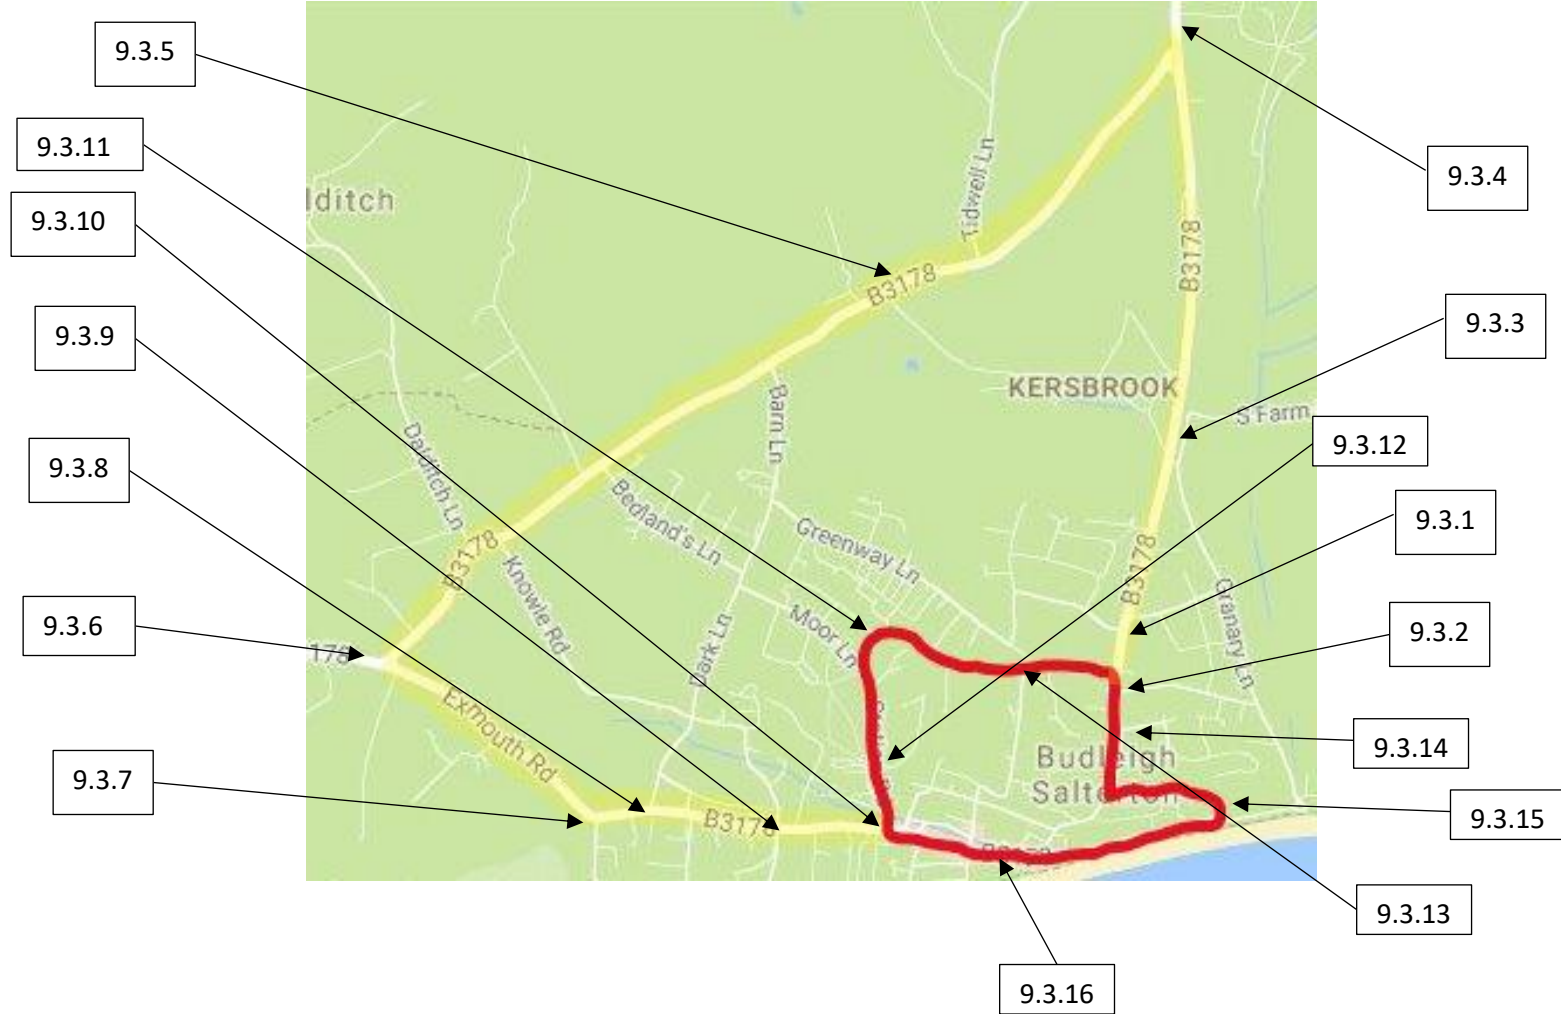 9.3.5
9.3.11
9.3.10
9.3.9
9.3.8
9.3.6
9.3.7
9.3.4
9.3.3
9.3.12
9.3.1
9.3.2
9.3.14
9.3.15
9.3.13
9.3.16
lditch
Tidwell Ln
B3178
B3178
KERSBROOK
S Farm
Barn Ln
Dalditch Ln
Bedland's Ln
Greenway Ln
B3178
B3178
Knowle Rd
Granary Ln
Moor Ln
Dark Ln
178
Exmouth Rd
Budleigh
Salterton
B3178